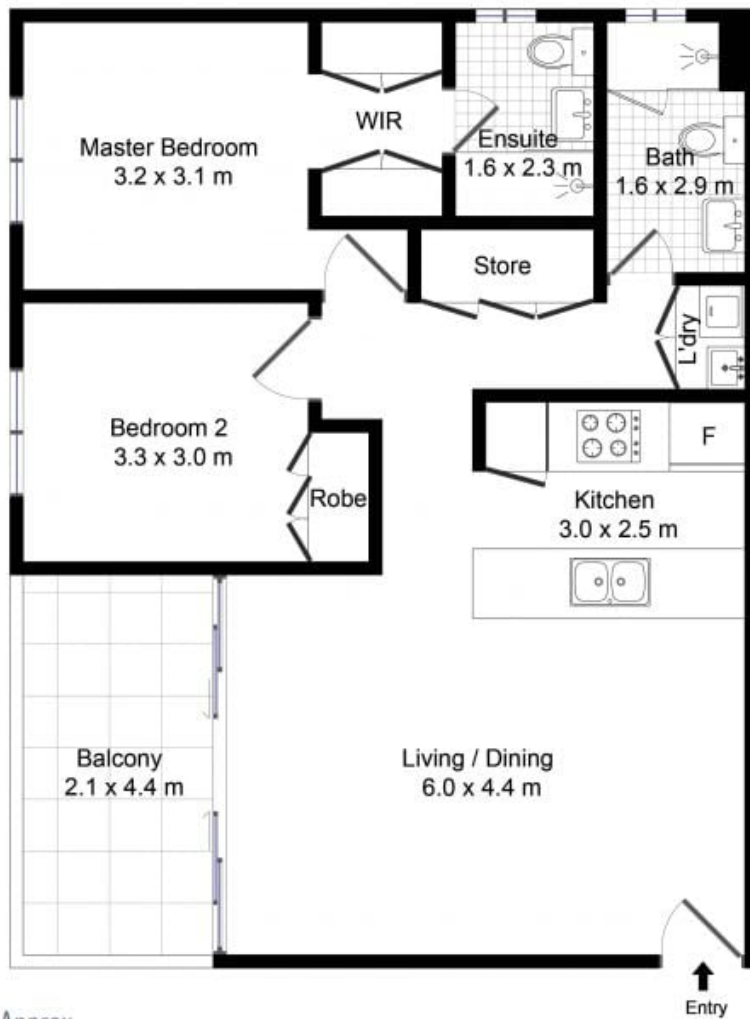 Master Bedroom
3.2 x 3.1 m
WIR
Ensuite
1.6 x 2.3 m
Bath
1.6 x 2.9 m
Store
L'dry
Bedroom 2
3.3 x 3.0 m
Robe
F
Kitchen
3.0 x 2.5 m
Balcony
2.1 x 4.4 m
Living / Dining
6.0 x 4.4 m
Entry
Approx